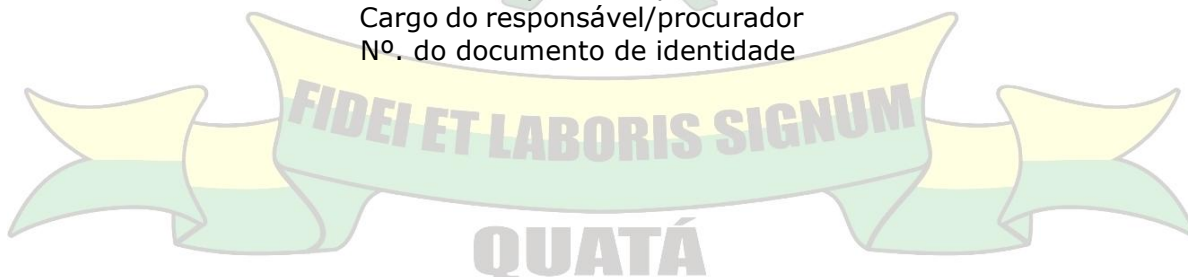 Cargo do responsável/procurador
Nº. do documento de identidade
FIDEI ET LABORIS SIGNUM
QUATÁ